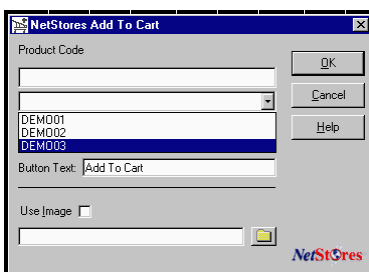 NetStores Add To Cart
Product Code
OK
Cancel
DEMO01
DEMO02
DEMO03
Help
Button Text:
Add To Cart
Use Image
NetStores